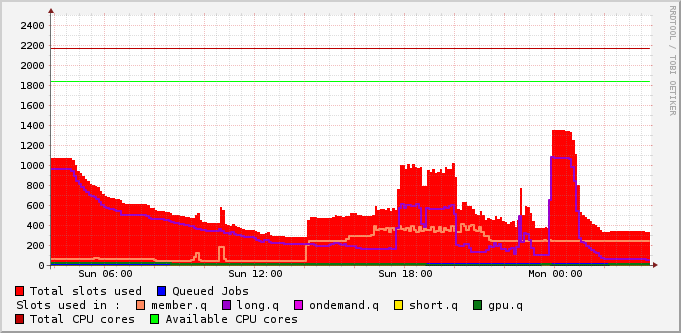 RRDTOOL / TOBI OETIKER
2400
2200
2000
1800
1600
1400
1200
1000
800
600
400
200
0
Sun 06:00 Sun 12:00 Sun 18:00 Mon 00:00
Total slots used Queued Jobs
Slots used in : member.q long.q ondemand.q short.q gpu.q
Total CPU cores Available CPU cores